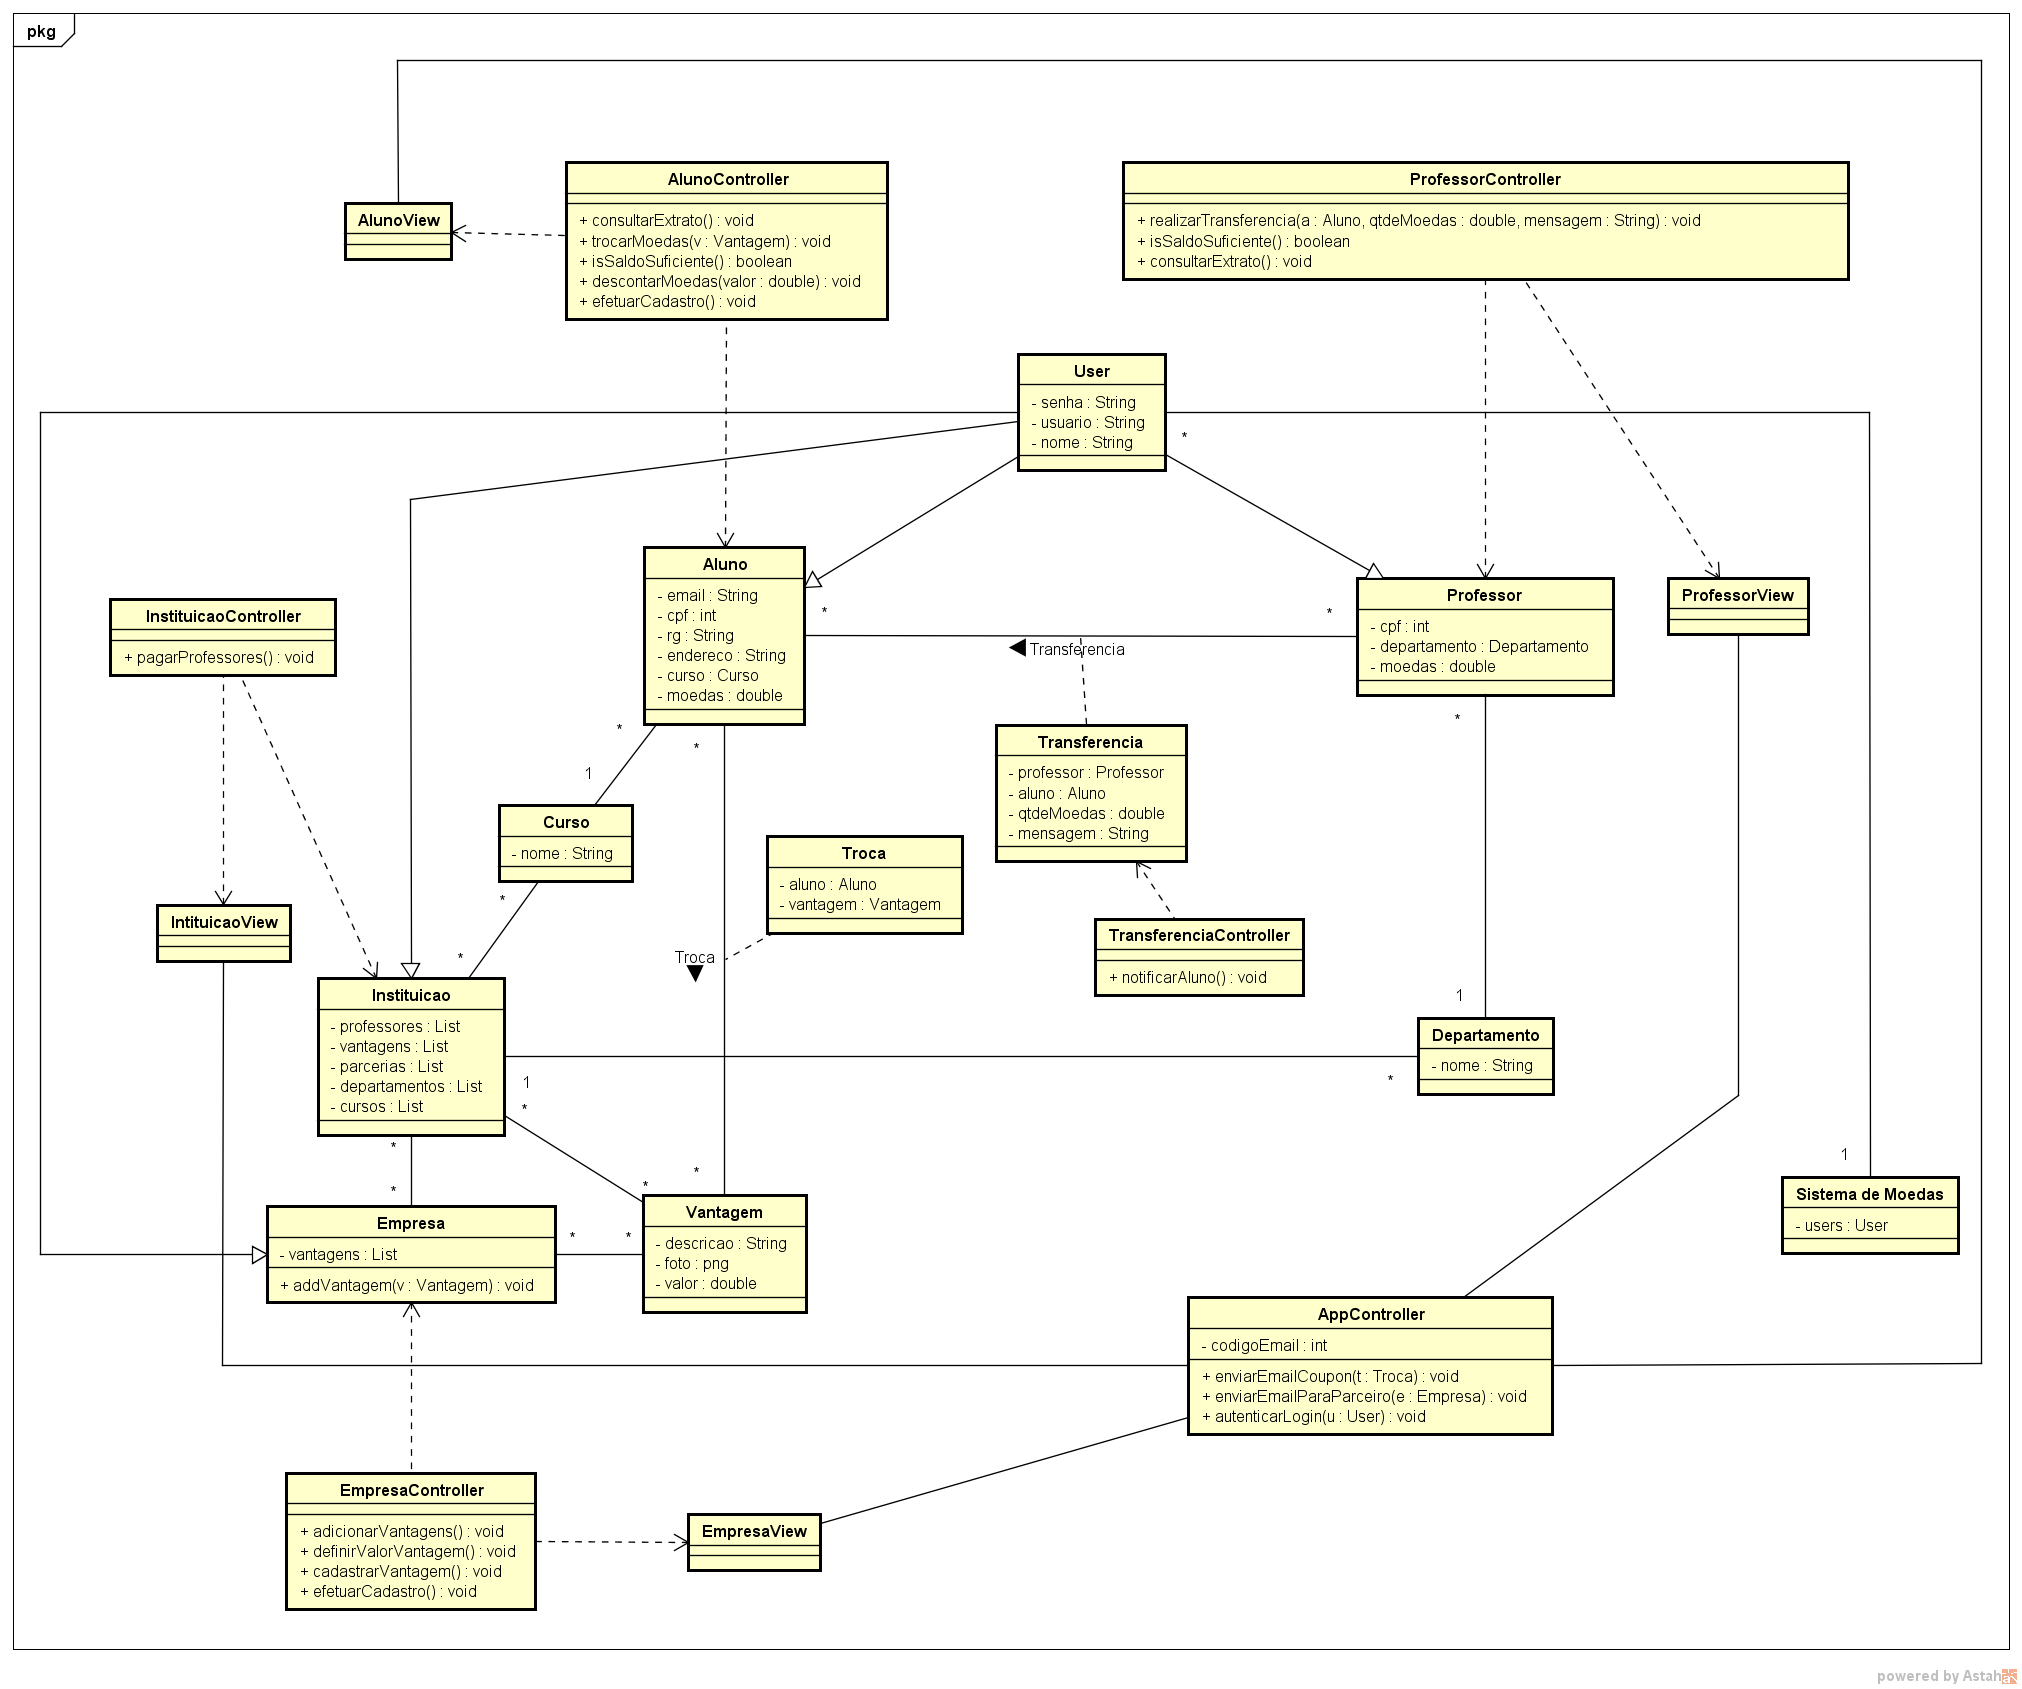 pkg
AlunoController
+ consultarExtrato() : void
+ trocarMoedas(v : Vantagem) : void
+ isSaldoSuficiente() : boolean
+ descontarMoedas(valor : double) : void
+ efetuarCadastro() : void
ProfessorController
+ realizarTransferencia(a : Aluno, qtdeMoedas : double, mensagem : String) : void
+ isSaldoSuficiente() : boolean
+ consultarExtrato() : void
AlunoView
User
- senha : String
- usuario : String
- nome : String
*
Aluno
- email : String
- cpf : int
- rg : String
- endereco : String
- curso : Curso
- moedas : double
*
*
Transferencia
Professor
- cpf : int
- departamento : Departamento
- moedas : double
ProfessorView
InstituicaoController
+ pagarProfessores() : void
*
*
*
1
Transferencia
- professor : Professor
- aluno : Aluno
- qtdeMoedas : double
- mensagem : String
Curso
- nome : String
*
*
Troca
- aluno : Aluno
- vantagem : Vantagem
Troca
IntituicaoView
TransferenciaController
+ notificarAluno() : void
1
Instituicao
- professores : List
- vantagens : List
- parcerias : List
- departamentos : List
- cursos : List
Departamento
- nome : String
1
*
*
*
*
*
*
1
Empresa
- vantagens : List
+ addVantagem(v : Vantagem) : void
*
*
Vantagem
- descricao : String
- foto : png
- valor : double
Sistema de Moedas
- users : User
AppController
- codigoEmail : int
+ enviarEmailCoupon(t : Troca) : void
+ enviarEmailParaParceiro(e : Empresa) : void
+ autenticarLogin(u : User) : void
EmpresaController
+ adicionarVantagens() : void
+ definirValorVantagem() : void
+ cadastrarVantagem() : void
+ efetuarCadastro() : void
EmpresaView
powered by Astah